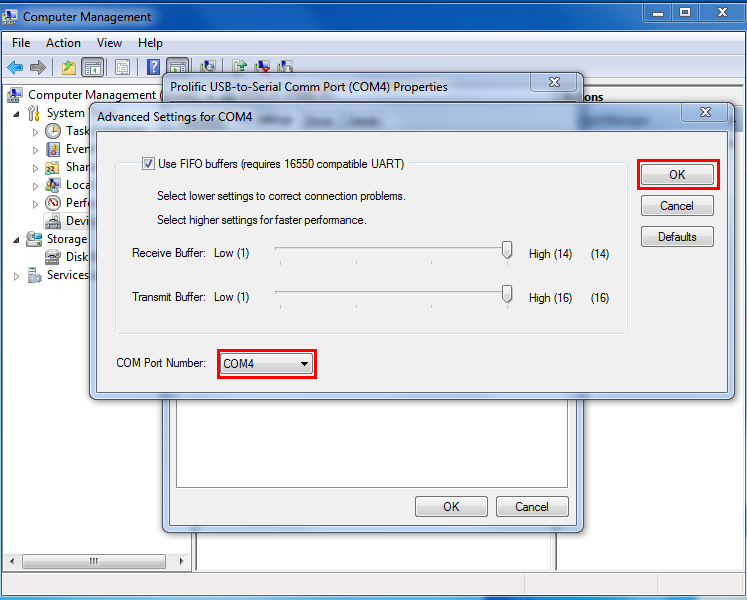 Computer Management
File Action View Help
Prolific USB-to-Serial Comm Port (COM4) Properties
Computer Management (
System
Task
Even
Shar
Loca
Perfo
Devi
Storage
Disk
Services
Advanced Settings for COM4
Use FIFO buffers (requires 16550 compatible UART)
OK
Select lower settings to correct connection problems.
Cancel
Select higher settings for faster performance.
Defaults
Receive Buffer: Low (1) High (14) (14)
Transmit Buffer: Low (1) High (16) (16)
COM Port Number: COM4
OK Cancel